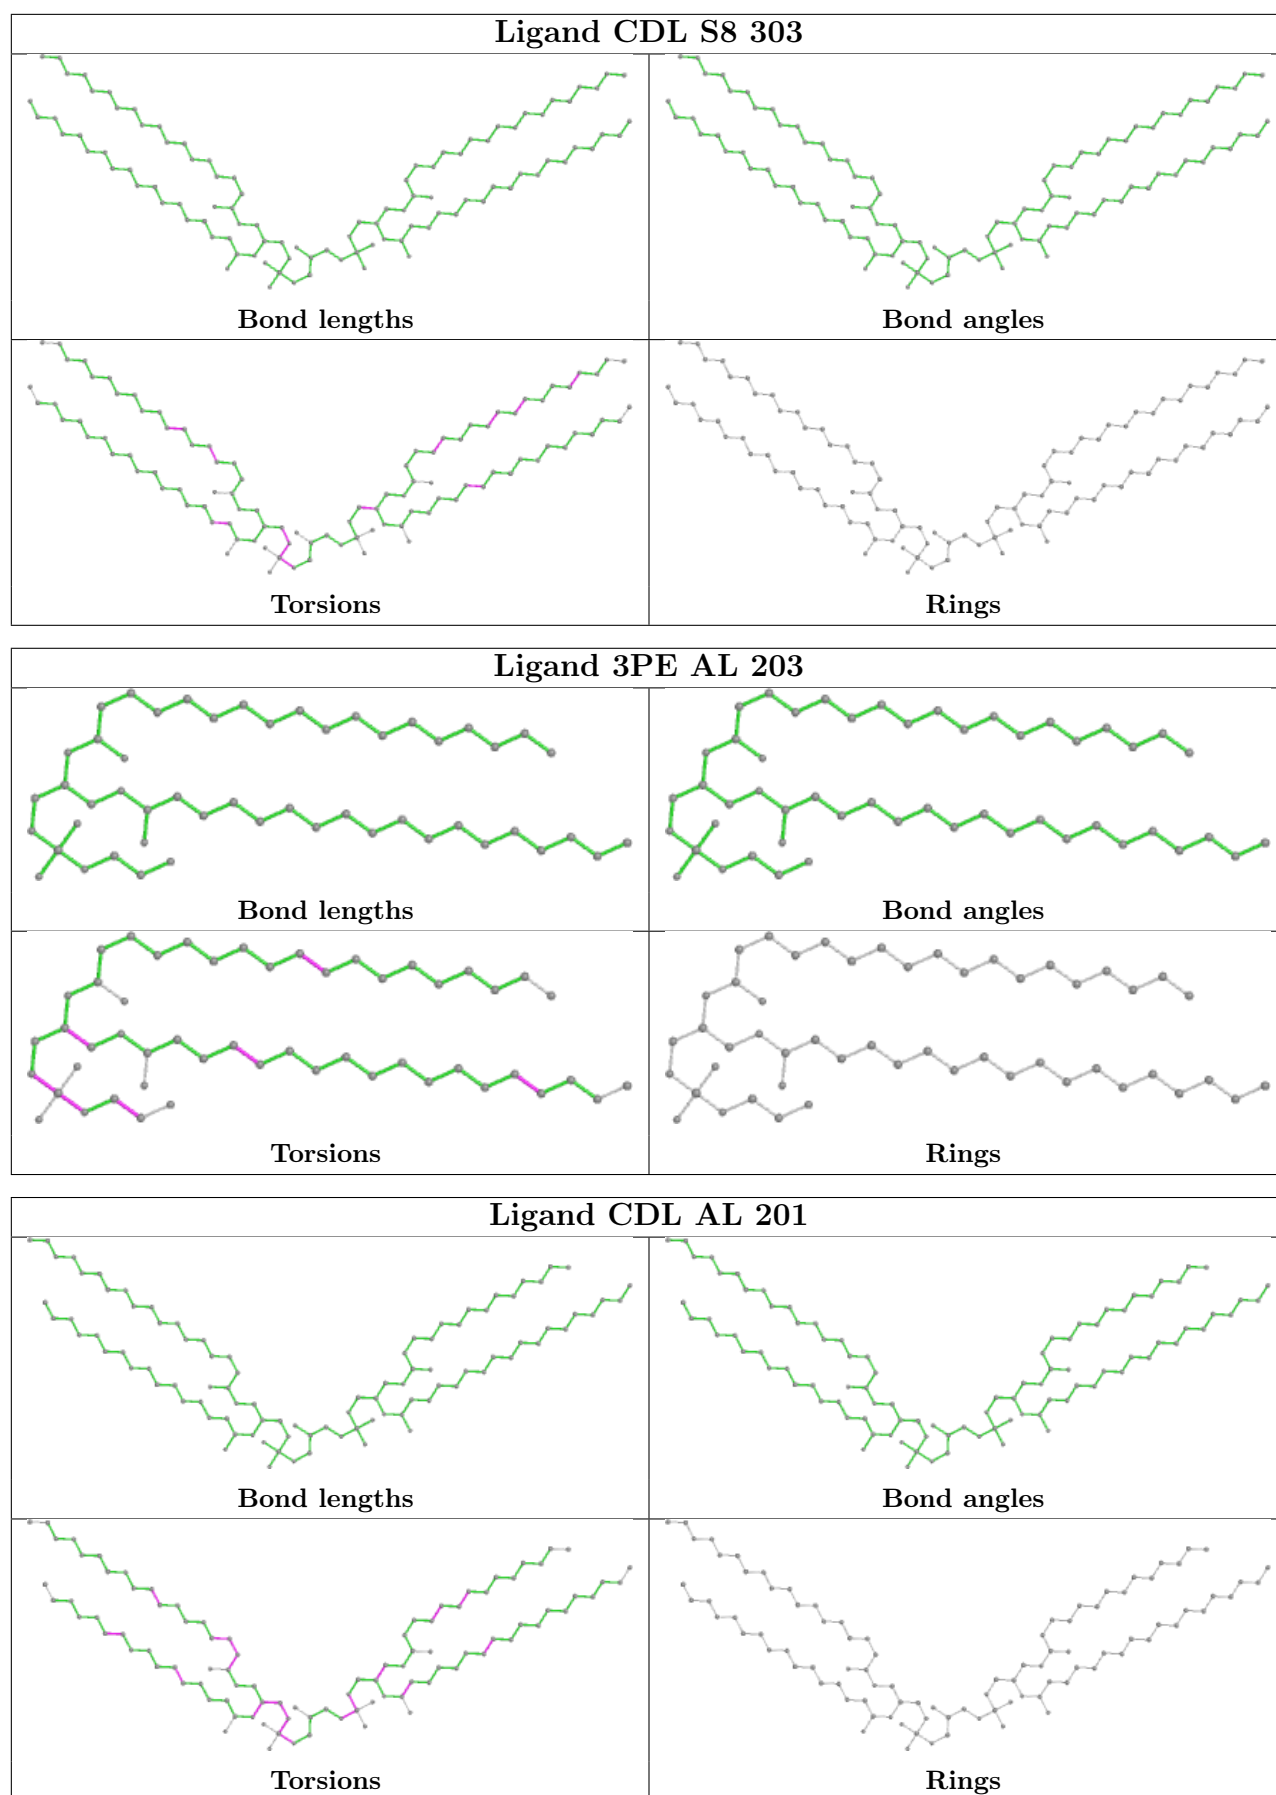 Ligand CDL S8 303
Bond lengths
Bond angles
Torsions
Rings
Ligand 3PE AL 203
Bond lengths
Bond angles
Torsions
Rings
Ligand CDL AL 201
Bond lengths
Bond angles
Torsions
Rings